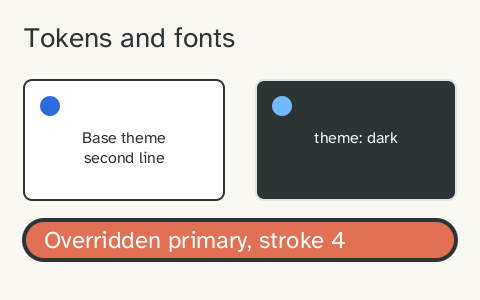 Tokens and fonts
Base theme
second line
theme: dark
Overridden primary, stroke 4